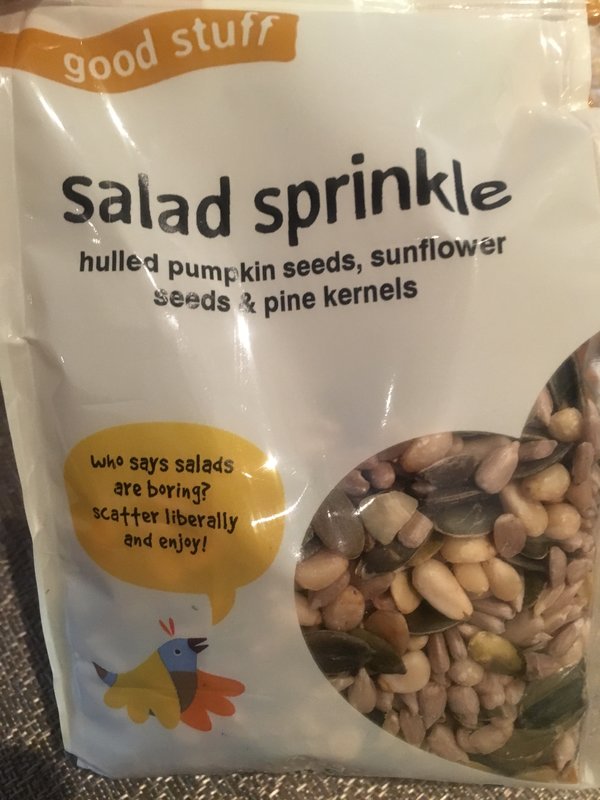 good stuff
salad sprinkle
hulled pumpkin seeds, sunflower
seeds & pine kernels
who says salads
are boring?
scatter liberally
and enjoy!